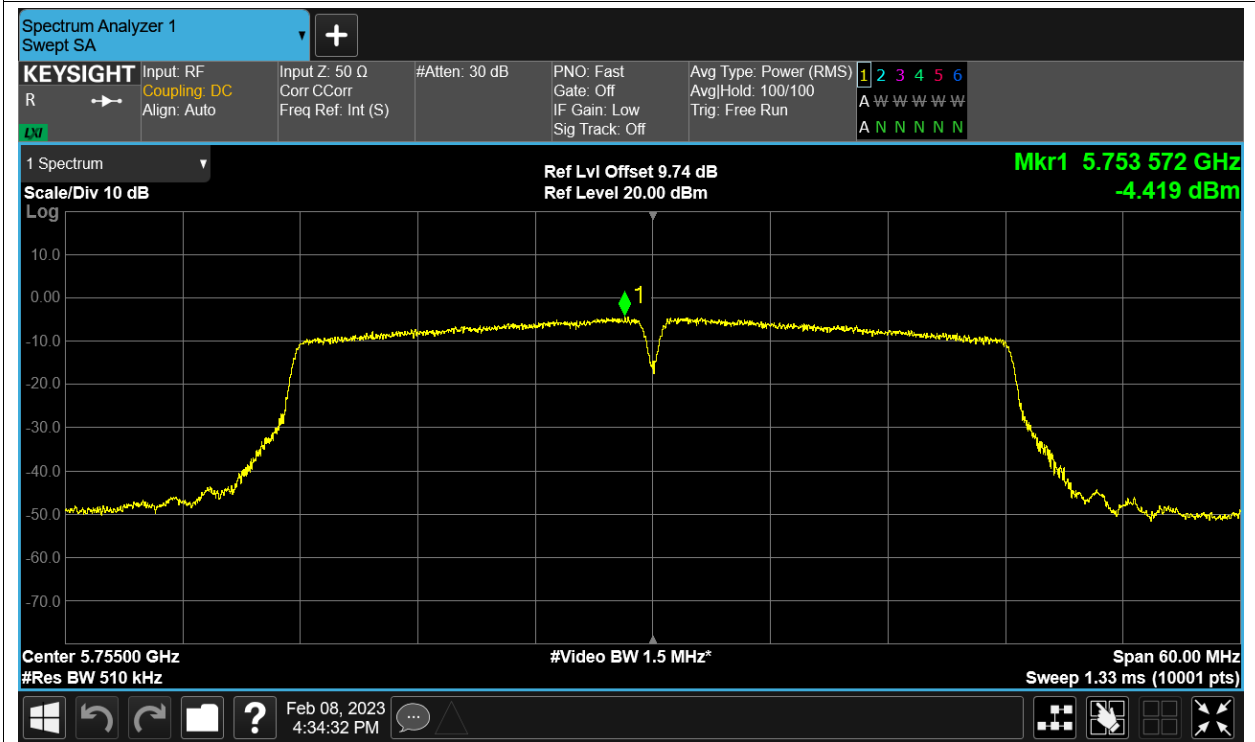 Spectrum Analyzer 1
Swept SA
+
KEYSIGHT Input: RF Input Z: 50 Ω #Atten: 30 dB PNO: Fast Avg Type: Power (RMS) 1 2 3 4 5 6
R Coupling: DC Corr CCorr Gate: Off Avg|Hold: 100/100 A W W W W W
Align: Auto Freq Ref: Int (S) IF Gain: Low Trig: Free Run
LXI Sig Track: Off A N N N N N
1 Spectrum
Ref Lvl Offset 9.74 dB
Mkr1 5.753 572 GHz
Scale/Div 10 dB
Ref Level 20.00 dBm
-4.419 dBm
Log
10.0
0.00
1
-10.0
-20.0
-30.0
-40.0
-50.0
-60.0
-70.0
Center 5.75500 GHz
#Video BW 1.5 MHz*
Span 60.00 MHz
#Res BW 510 kHz
Sweep 1.33 ms (10001 pts)
?
Feb 08, 2023
4:34:32 PM